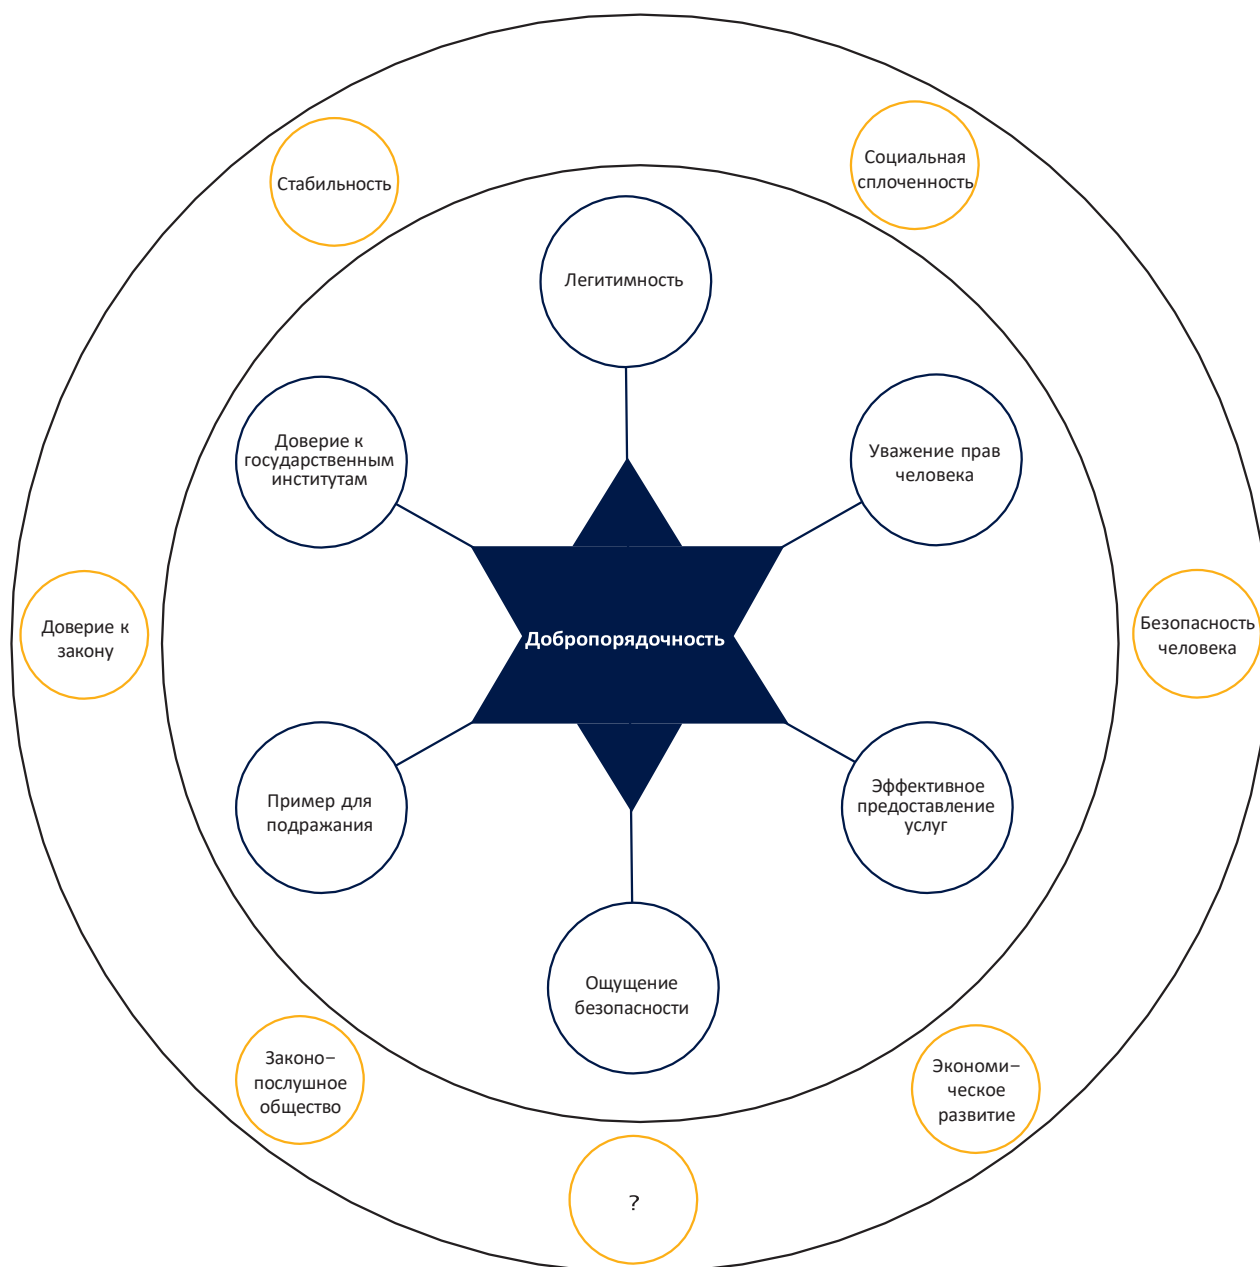 Стабильность
Социальная
сплоченность
Легитимность
Доверие к
государственным
институтам
Уважение прав
человека
Доверие к
закону
Добропорядочность
Безопасность
человека
Пример для
подражания
Эффективное
предоставление
услуг
Ощущение
безопасности
Законо–
послушное
общество
Экономи–
ческое
развитие
?